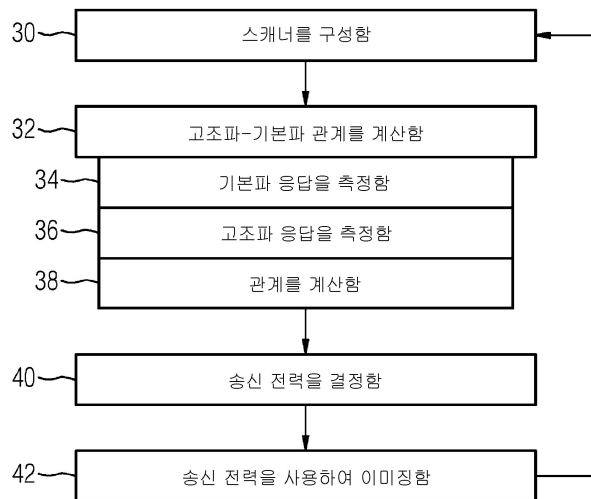 30 스캐너를 구성함
32 고조파-기본파 관계를 계산함
34 기본파 응답을 측정함
36 고조파 응답을 측정함
38 관계를 계산함
40 송신 전력을 결정함
42 송신 전력을 사용하여 이미징함